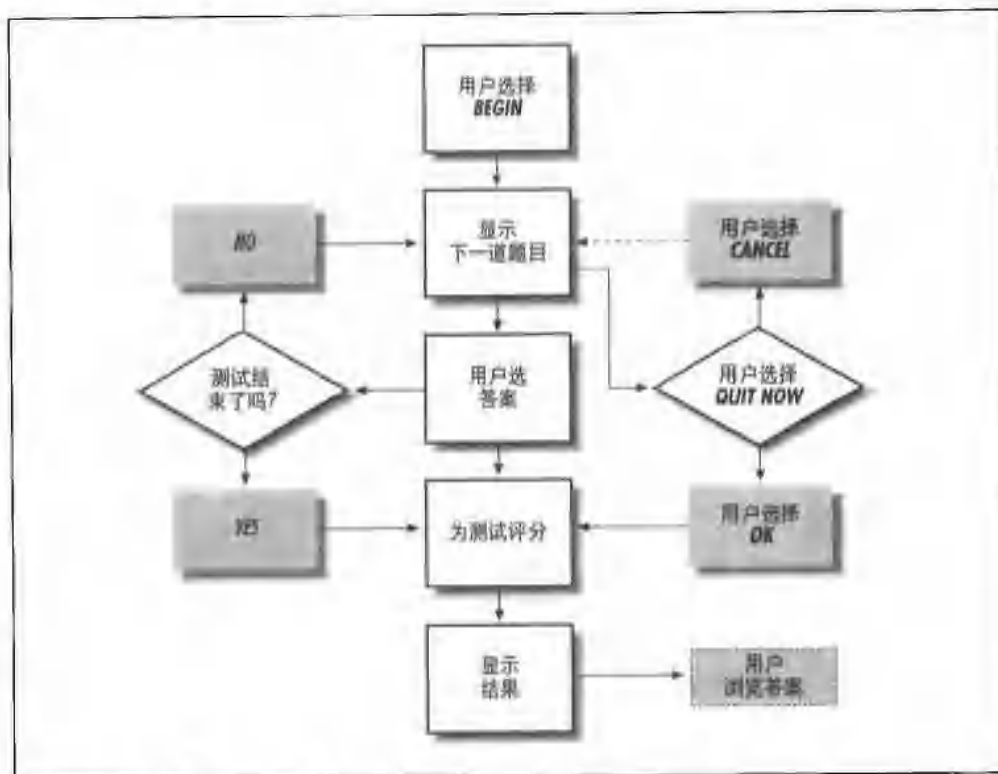 用户选择
BEGIN
显示
下一道题目
NO
用户选择
CANCEL
测试结
束了吗?
用户选
答案
用户选择
QUIT NOW
YES
为测试评分
用户选择
OK
显示
结果
用户
浏览答案